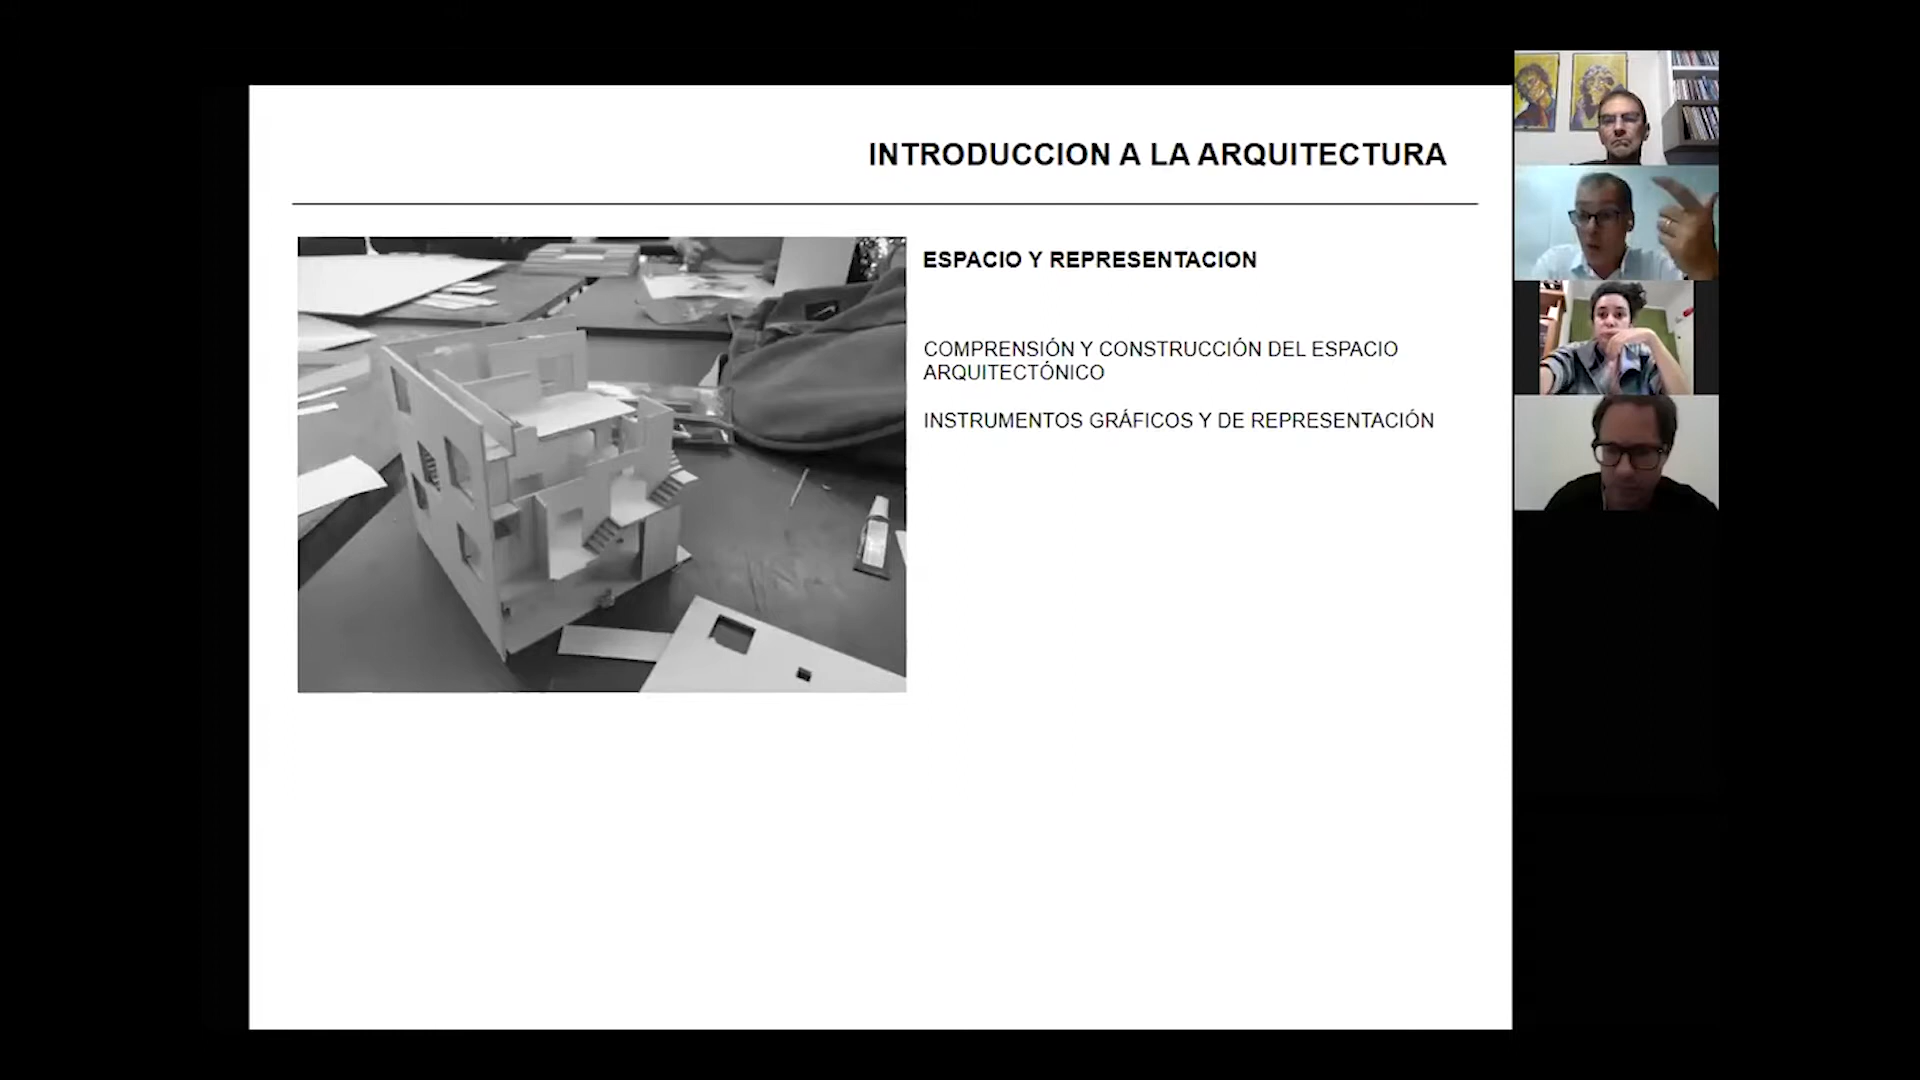 INTRODUCCION A LA ARQUITECTURA
ESPACIO Y REPRESENTACION
COMPRENSIÓN Y CONSTRUCCIÓN DEL ESPACIO
ARQUITECTÓNICO
INSTRUMENTOS GRÁFICOS Y DE REPRESENTACIÓN